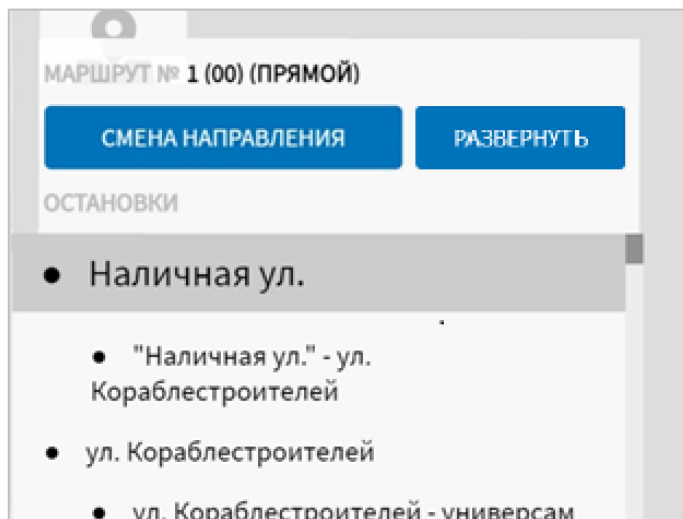 МАРШРУТ № 1 (00) (ПРЯМОЙ)
СМЕНА НАПРАВЛЕНИЯ РАЗВЕРНУТЬ
ОСТАНОВКИ
● Наличная ул.
● "Наличная ул." - ул.
Кораблестроителей
● ул. Кораблестроителей
● ул. Кораблестроителей - универсам